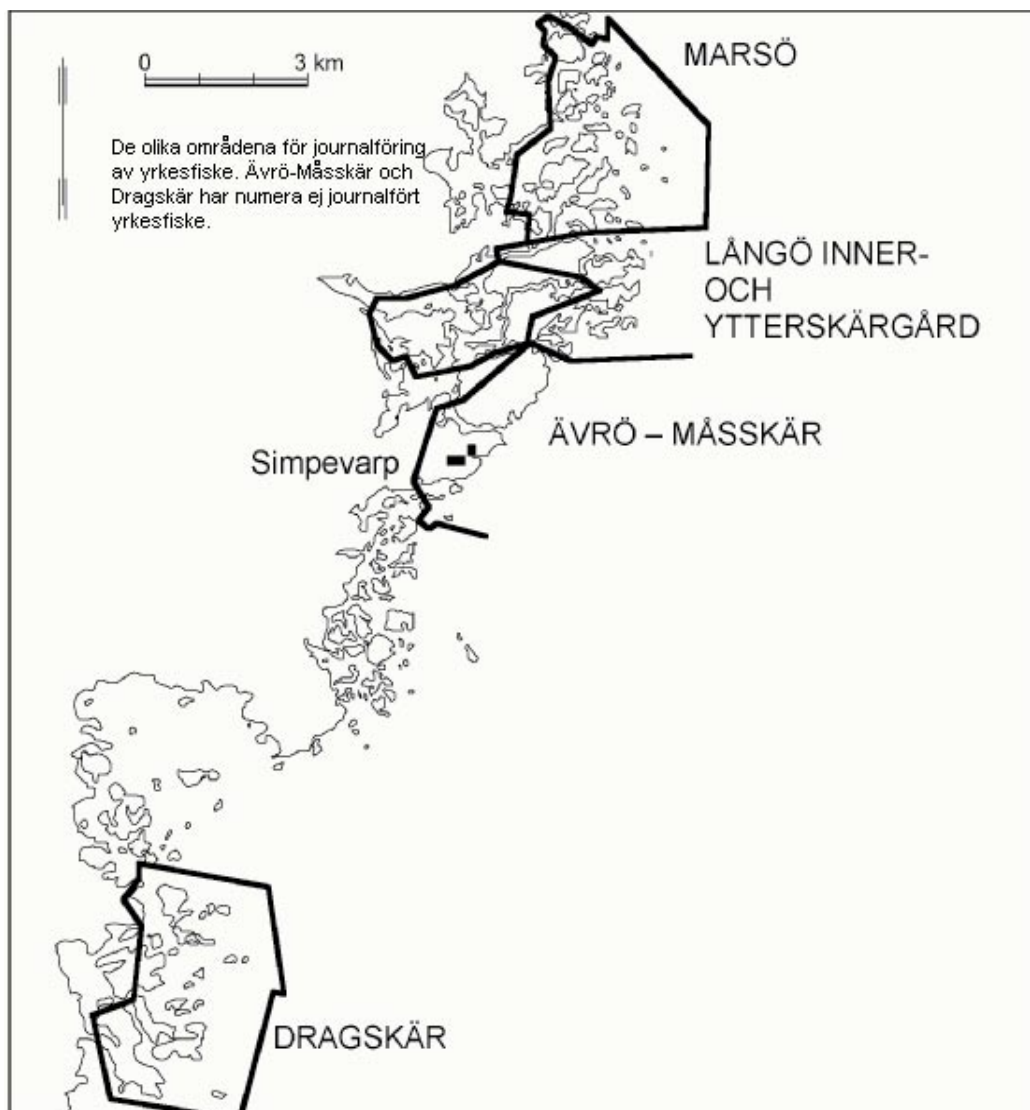 MARSÖ
0 3 km
De olika områdena för journalföring
av yrkesfiske. Ävrö-Måsskär och
Dragskär har numera ej journalfört
yrkesfiske.
LÅNGÖ INNER-
OCH
YTTERSKÄRGÅRD
ÄVRÖ – MÅSSKÄR
Simpevarp
DRAGSKÄR